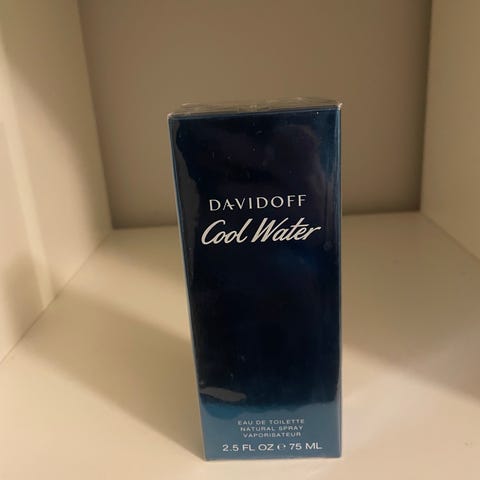 DAVIDOFF
Cool Water
EAU DE TOILETTE
NATURAL SPRAY
VAPORISATEUR
2.5 FL OZ ℮ 75 ML